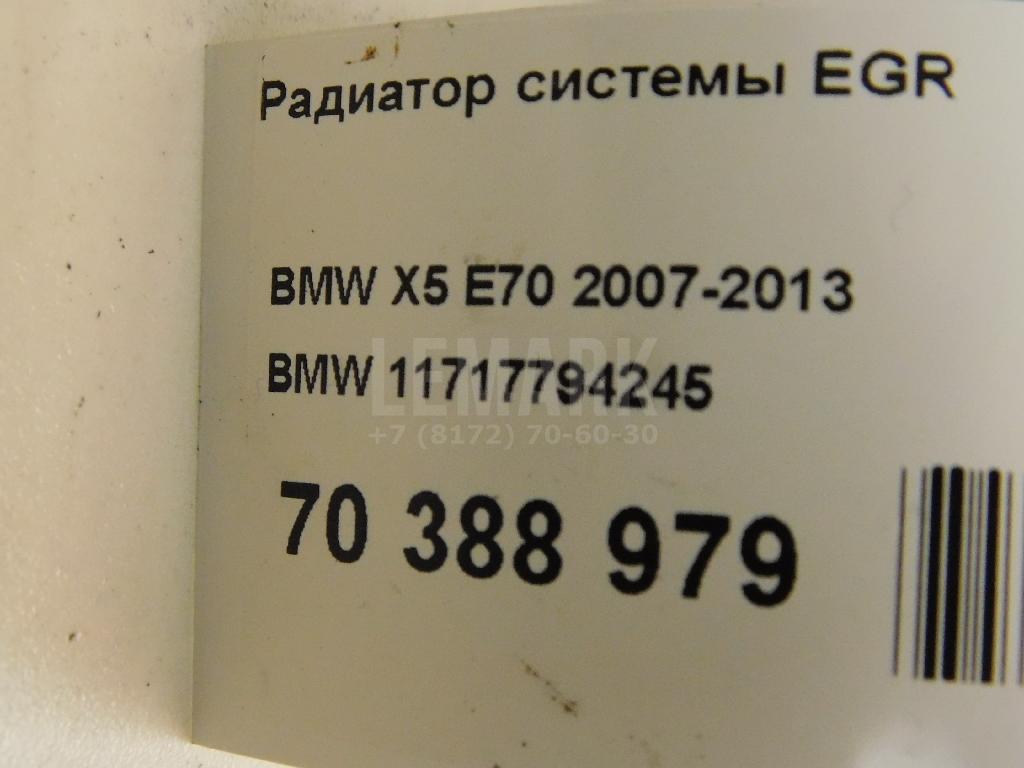 Радиатор системы EGR
BMW X5 E70 2007-2013
BMW 11717794245
LEMARK
+7 (8172) 70-60-30
70 388 979